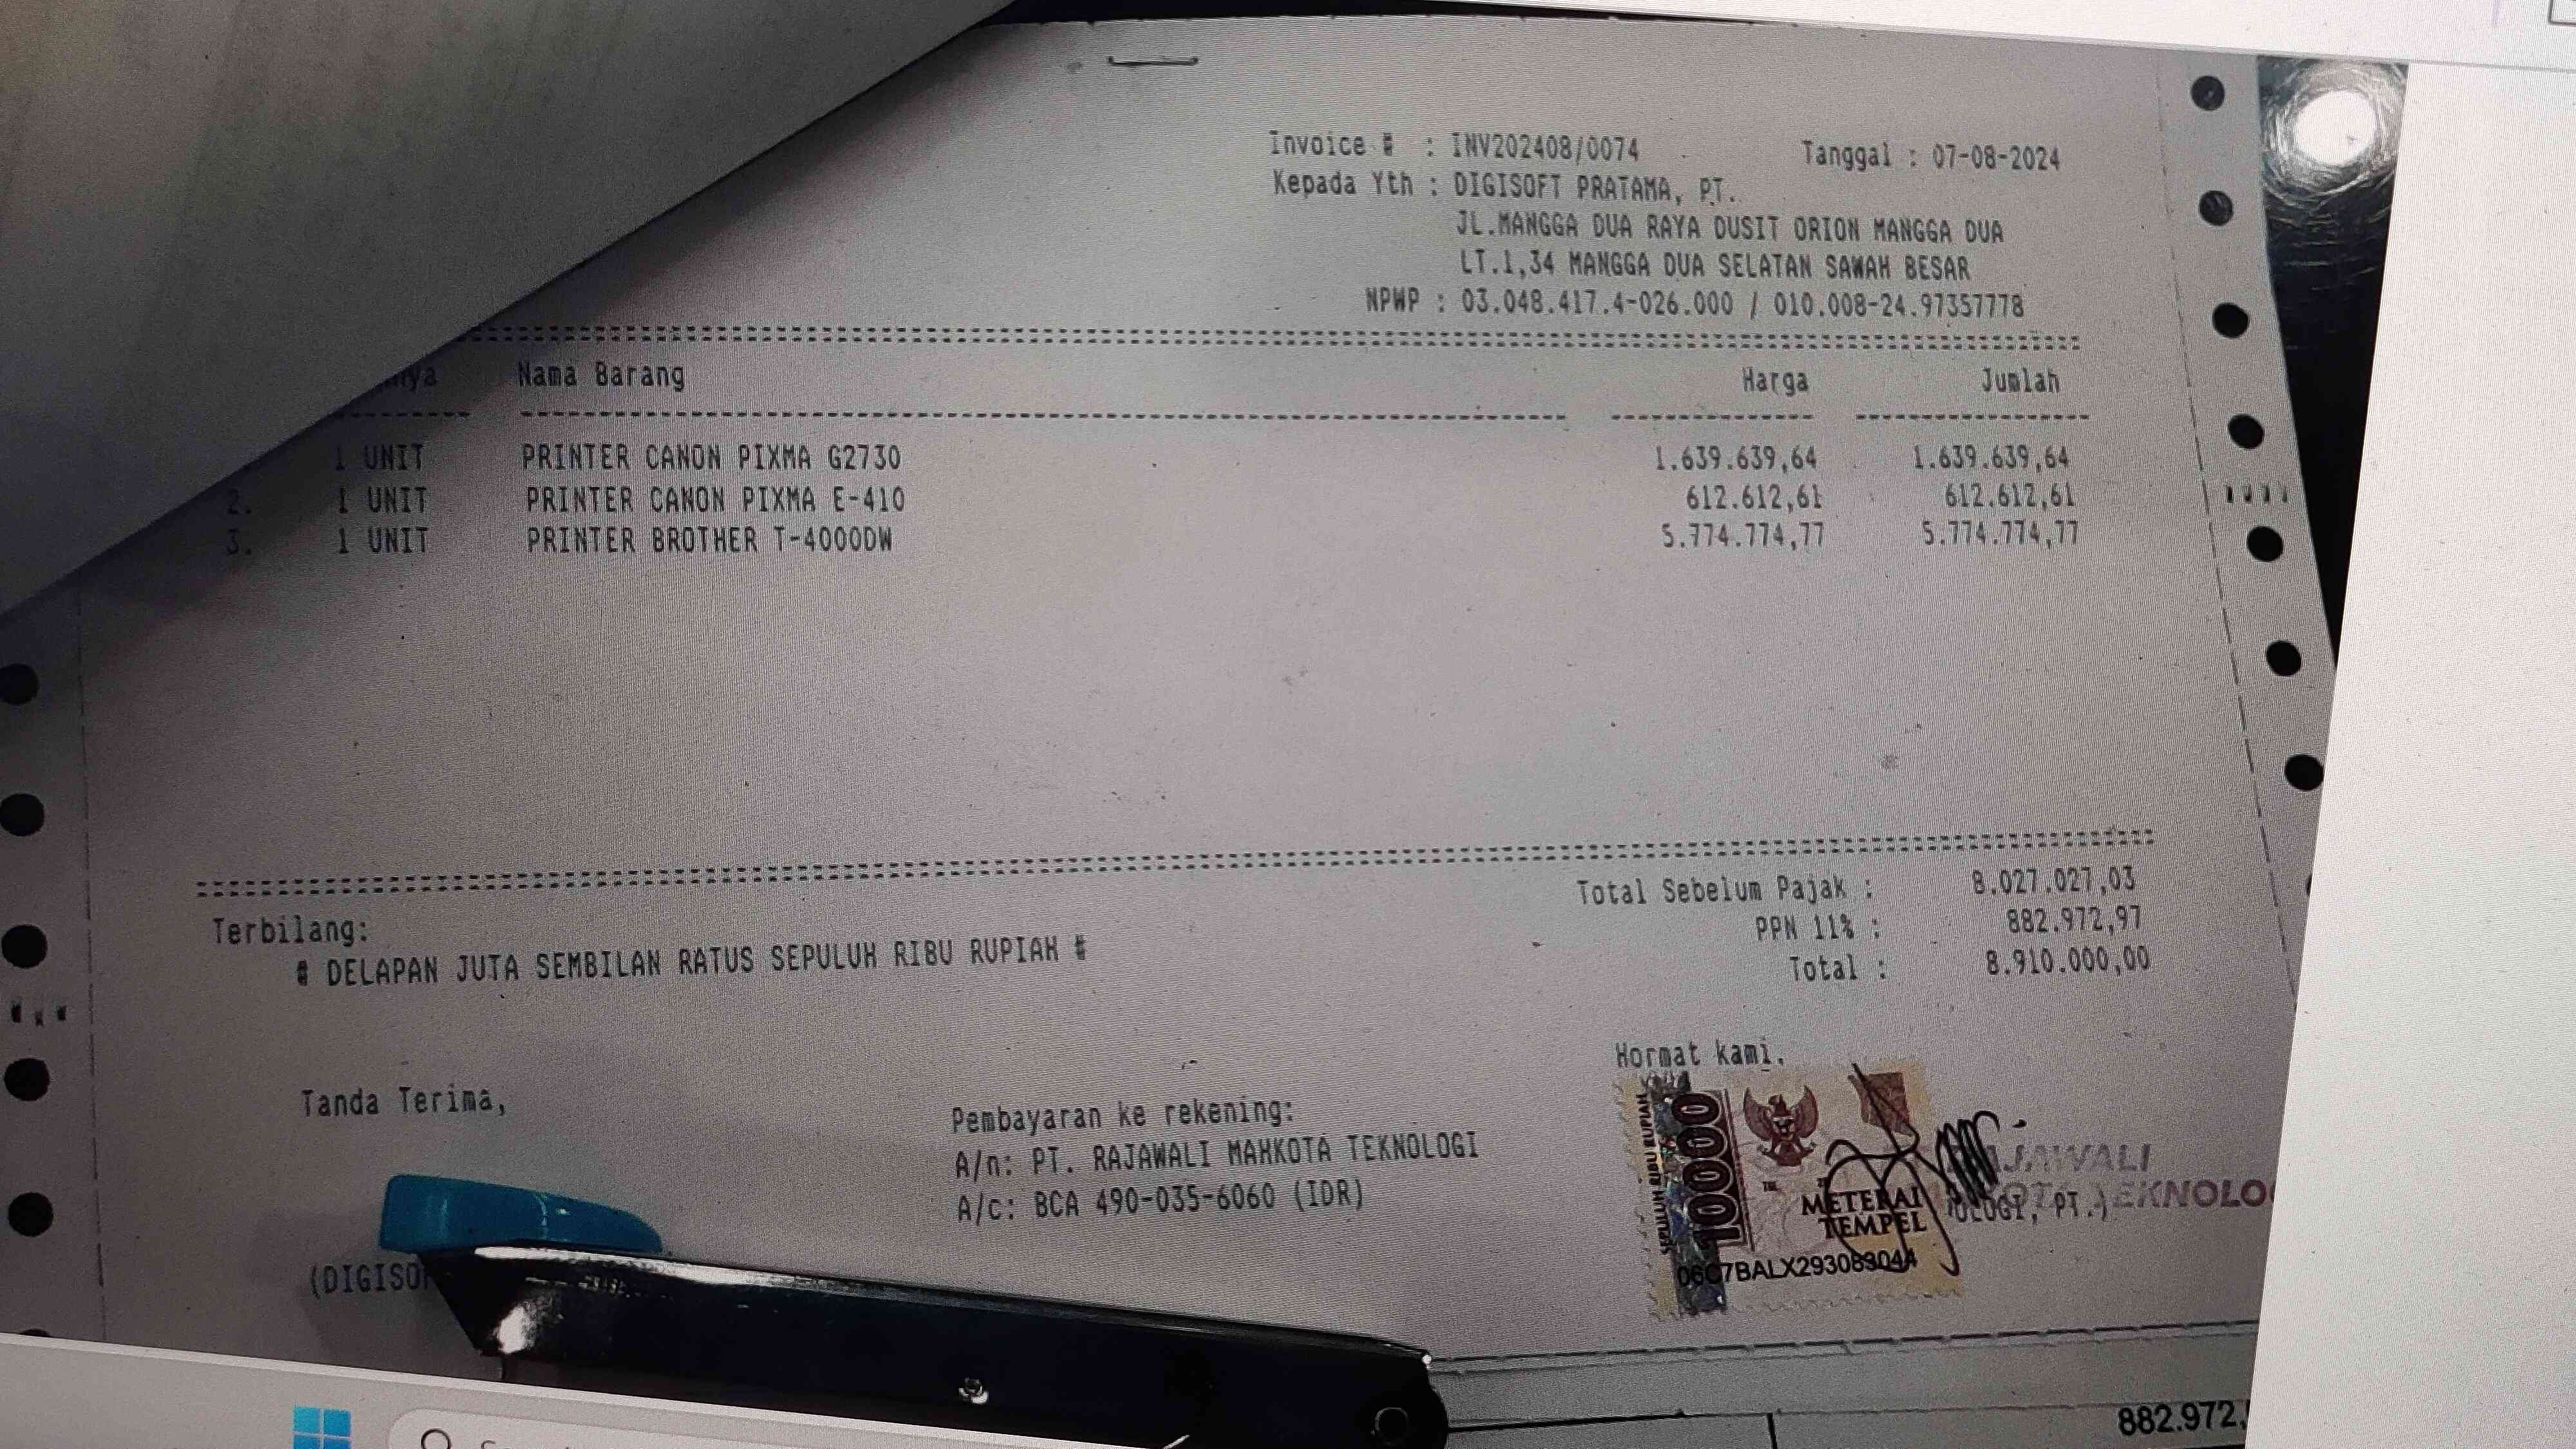 Invoice # : INV202408/0074 Tanggal : 07-08-2024
Kepada Yth : DIGISOFT PRATAMA, PT.
JL.MANGGA DUA RAYA DUSIT ORION MANGGA DUA
LT.1,34 MANGGA DUA SELATAN SAWAH BESAR
NPWP : 03.048.417.4-026.000 / 010.008-24.97357778
Nama Barang Harga Jumlah
1 UNIT PRINTER CANON PIXMA G2730 1.639.639,64 1.639.639,64
2. 1 UNIT PRINTER CANON PIXMA E-410 612.612,61 612.612,61
3. 1 UNIT PRINTER BROTHER T-4000DW 5.774.774,77 5.774.774,77
Total Sebelum Pajak : 8.027.027,03
PPN 11% : 882.972,97
Total : 8.910.000,00
Terbilang:
# DELAPAN JUTA SEMBILAN RATUS SEPULUH RIBU RUPIAH #
Hormat kami,
Tanda Terima,
Pembayaran ke rekening:
A/n: PT. RAJAWALI MAHKOTA TEKNOLOGI
A/c: BCA 490-035-6060 (IDR)
SEPULUH RIBU RUPIAH
10000
METERAI
TEMPEL
PT.)
882.972,